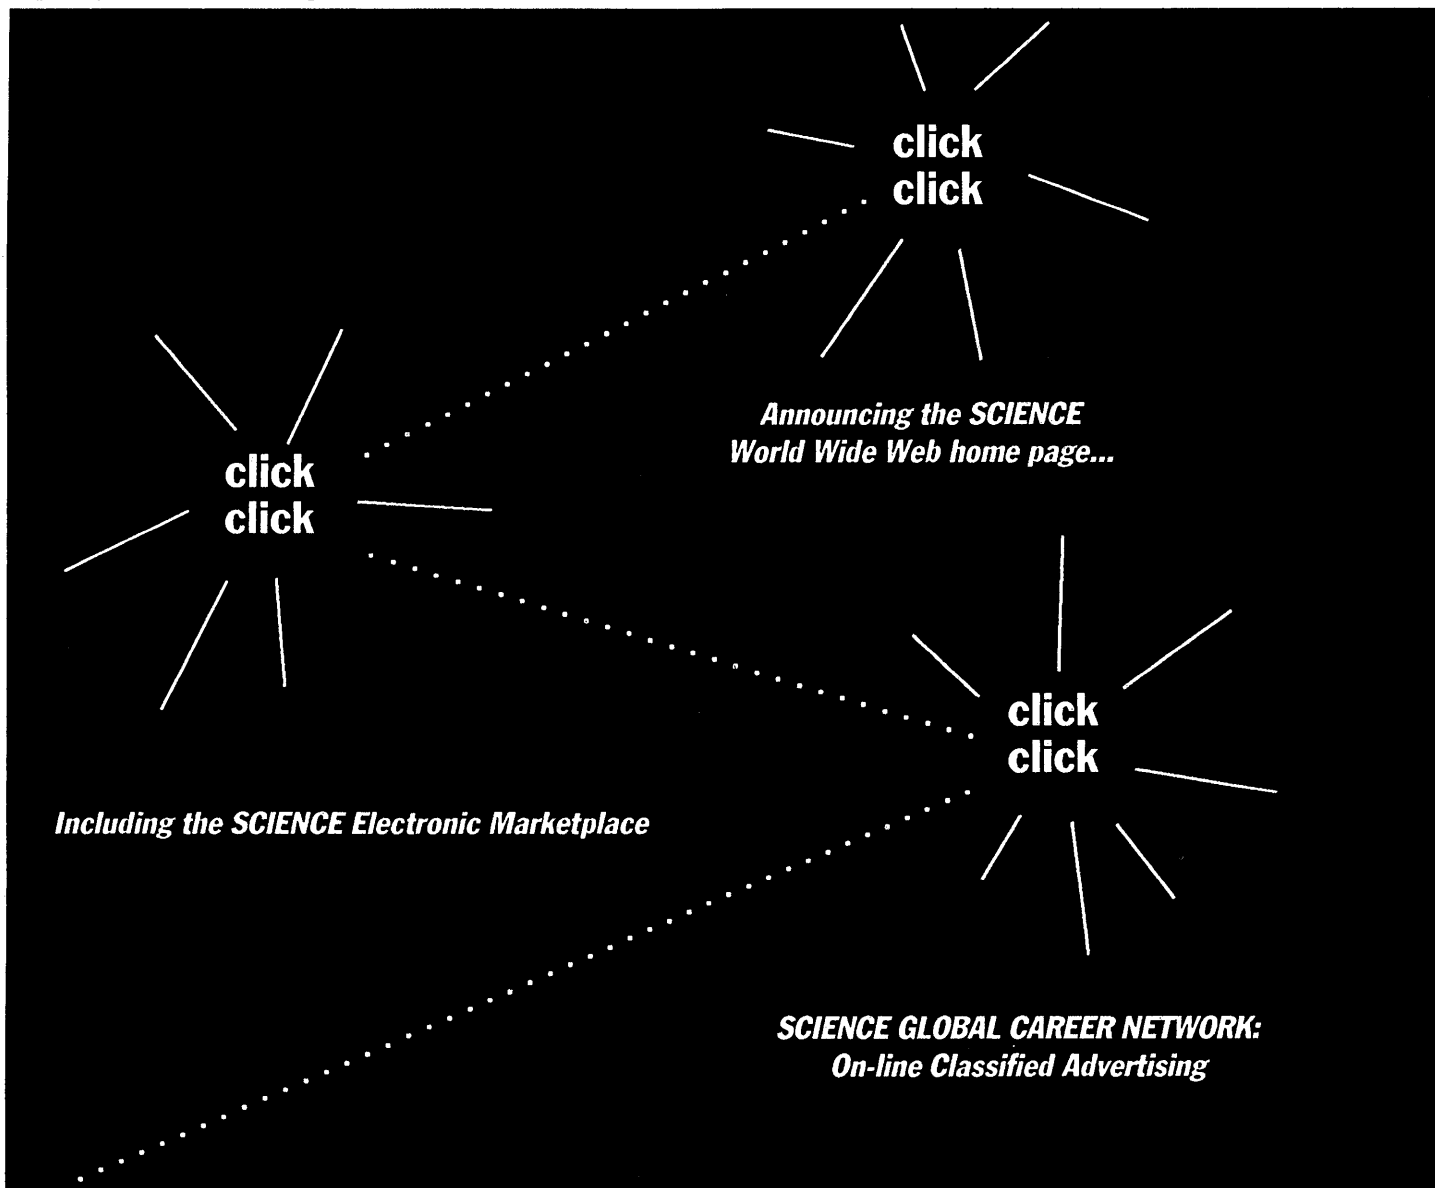 click
click
Announcing the SCIENCE
World Wide Web home page...
click
click
Including the SCIENCE Electronic Marketplace
click
click
SCIENCE GLOBAL CAREER NETWORK:
On-line Classified Advertising